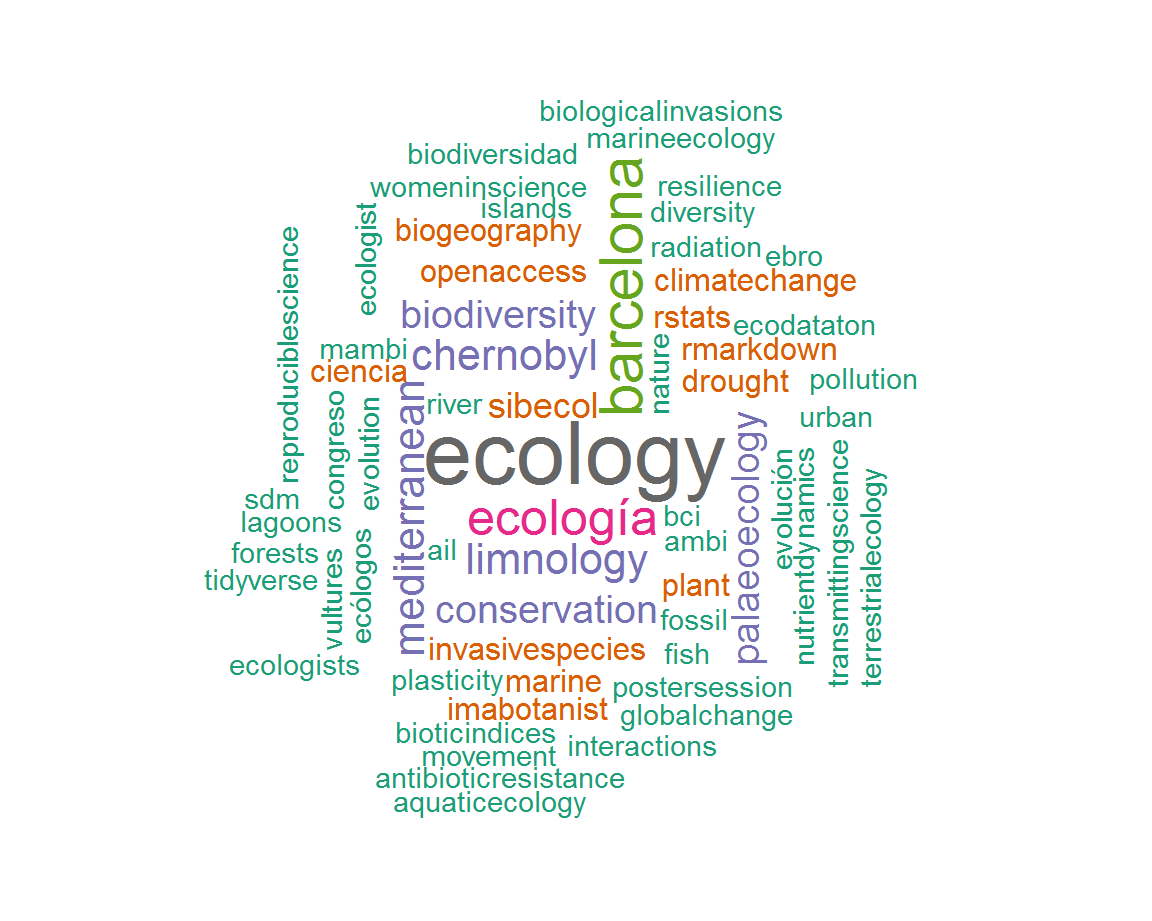 biologicalinvasions
marineecology
biodiversidad
womeninscience
resilience
islands
diversity
barcelona
ecologist
biogeography
radiation
ebro
openaccess
climatechange
reproduciblescience
biodiversity
rstats
ecodataton
mambi
chernobyl
nature
rmarkdown
ciencia
drought
pollution
river
sibecol
urban
congreso
evolution
mediterranean
ecology
palaeoecology
evolución
nutrientdynamics
transmittingscience
terrestrialecology
sdm
lagoons
ecología
bci
ambi
forests
ail
limnology
tidyverse
vultures
ecólogos
plant
conservation
fossil
invasivespecies
fish
ecologists
plasticity
marine
postersession
imabotanist
globalchange
bioticindices
interactions
movement
antibioticresistance
aquaticecology